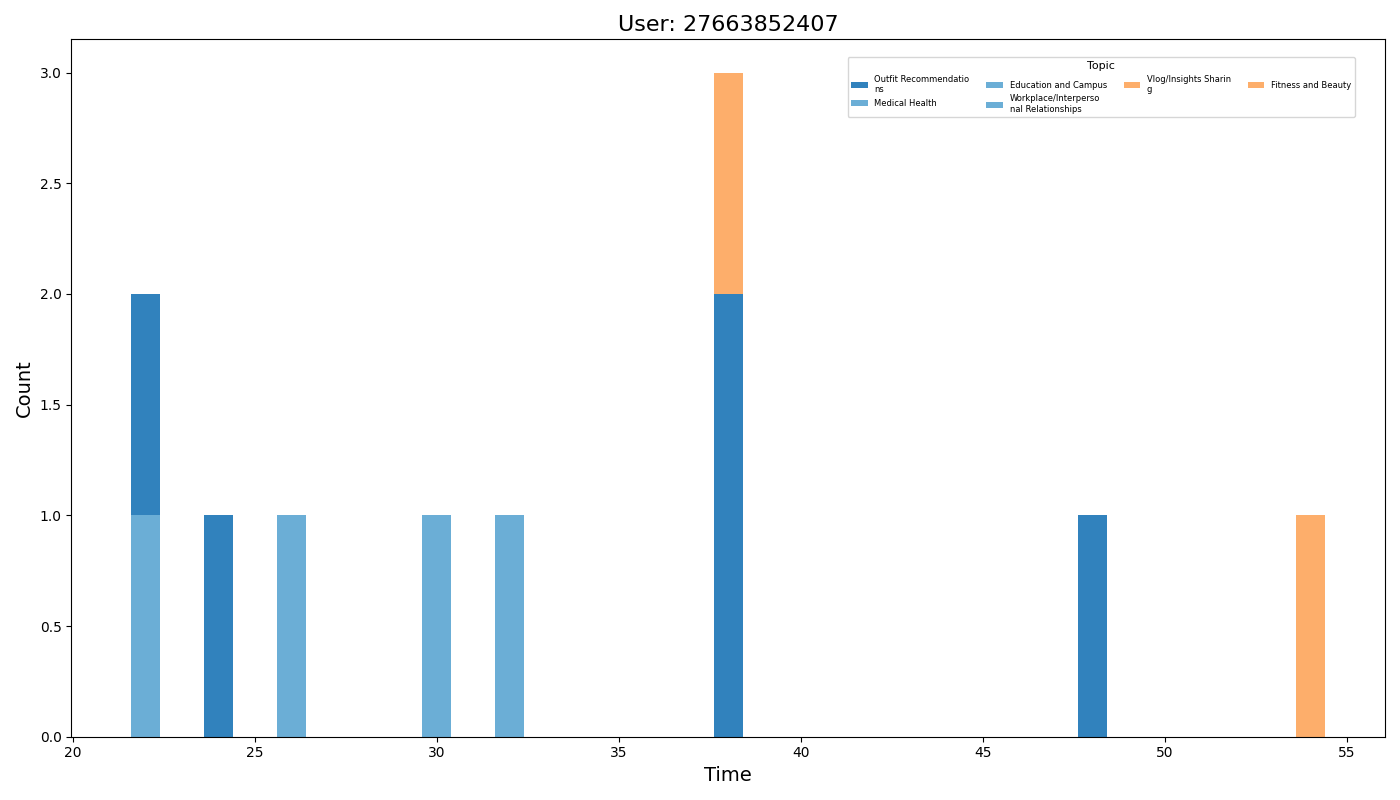 User: 27663852407
Topic
Outfit Recommendatio
ns
Medical Health
Education and Campus
Workplace/Interperso
nal Relationships
Vlog/Insights Sharin
g
Fitness and Beauty
Count
3.0
2.5
2.0
1.5
1.0
0.5
0.0
20 25 30 35 40 45 50 55
Time